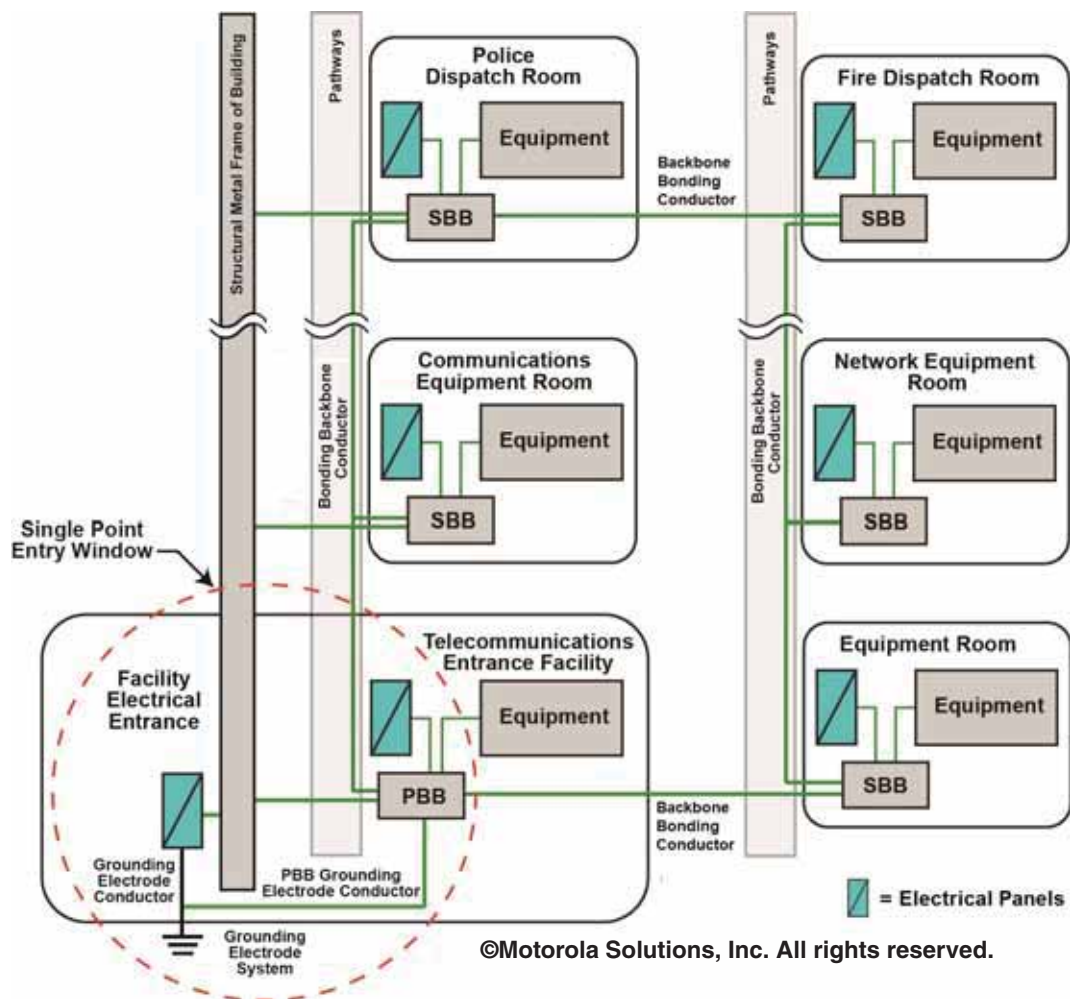 Structural Metal Frame of Building
Pathways
Police
Dispatch Room
Equipment
SBB
Backbone
Bonding
Conductor
Pathways
Fire Dispatch Room
Equipment
SBB
Bonding Backbone
Conductor
Communications
Equipment Room
Equipment
SBB
Bonding Backbone
Conductor
Network Equipment
Room
Equipment
SBB
Single Point
Entry Window
Facility
Electrical
Entrance
Telecommunications
Entrance Facility
Equipment
PBB
Backbone
Bonding
Conductor
Equipment Room
Equipment
SBB
Grounding
Electrode
Conductor
PBB Grounding
Electrode Conductor
Grounding
Electrode
System
= Electrical Panels
©Motorola Solutions, Inc. All rights reserved.